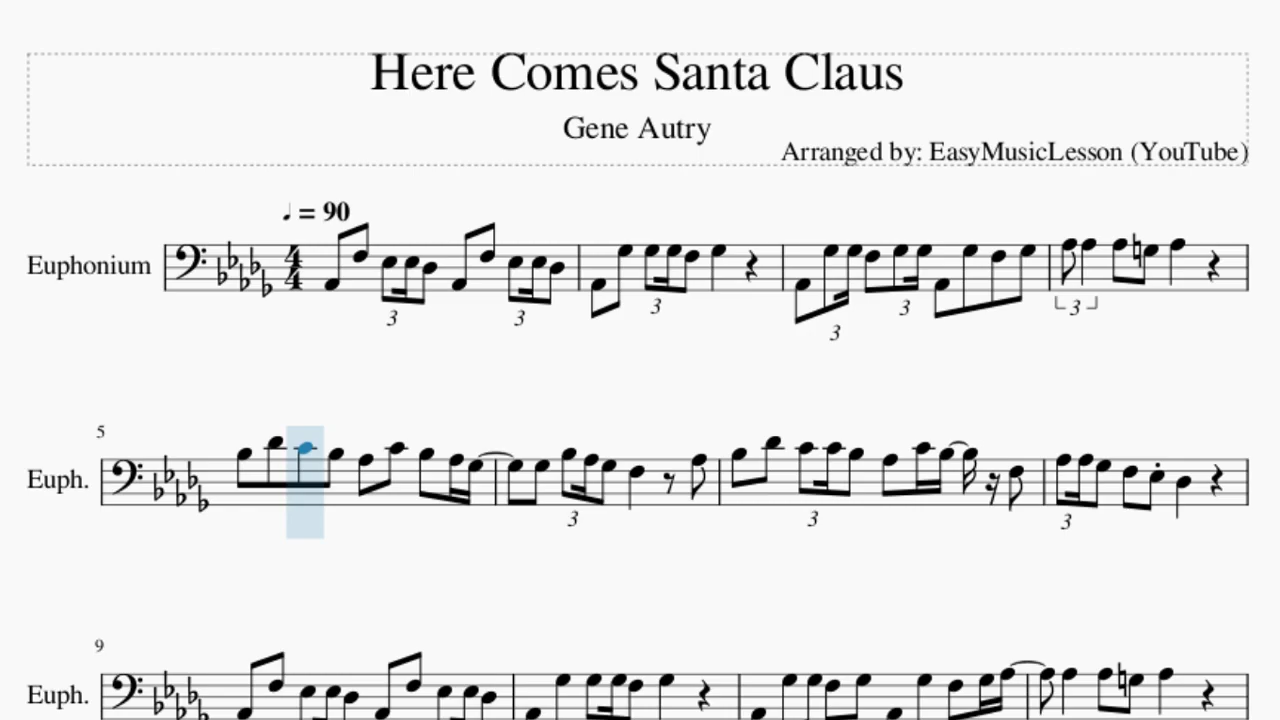 Here Comes Santa Claus
Gene Autry
Arranged by: EasyMusicLesson (YouTube)
♩ = 90
Euphonium
4
4
3 3 3 3 3 3
5
Euph.
3 3 3
9
Euph.